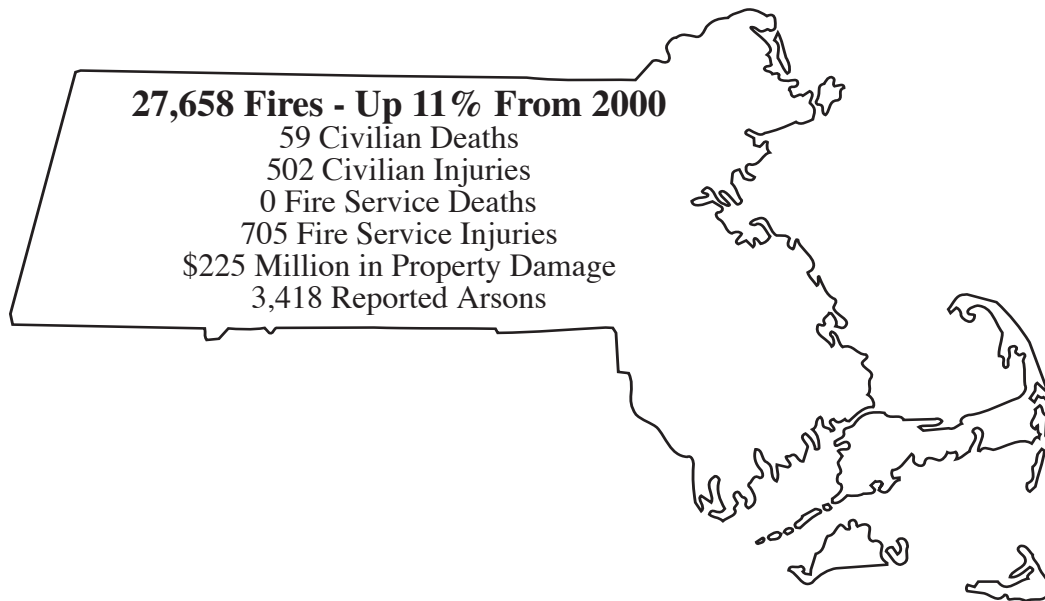 27,658 Fires - Up 11% From 2000
59 Civilian Deaths
502 Civilian Injuries
0 Fire Service Deaths
705 Fire Service Injuries
$225 Million in Property Damage
3,418 Reported Arsons